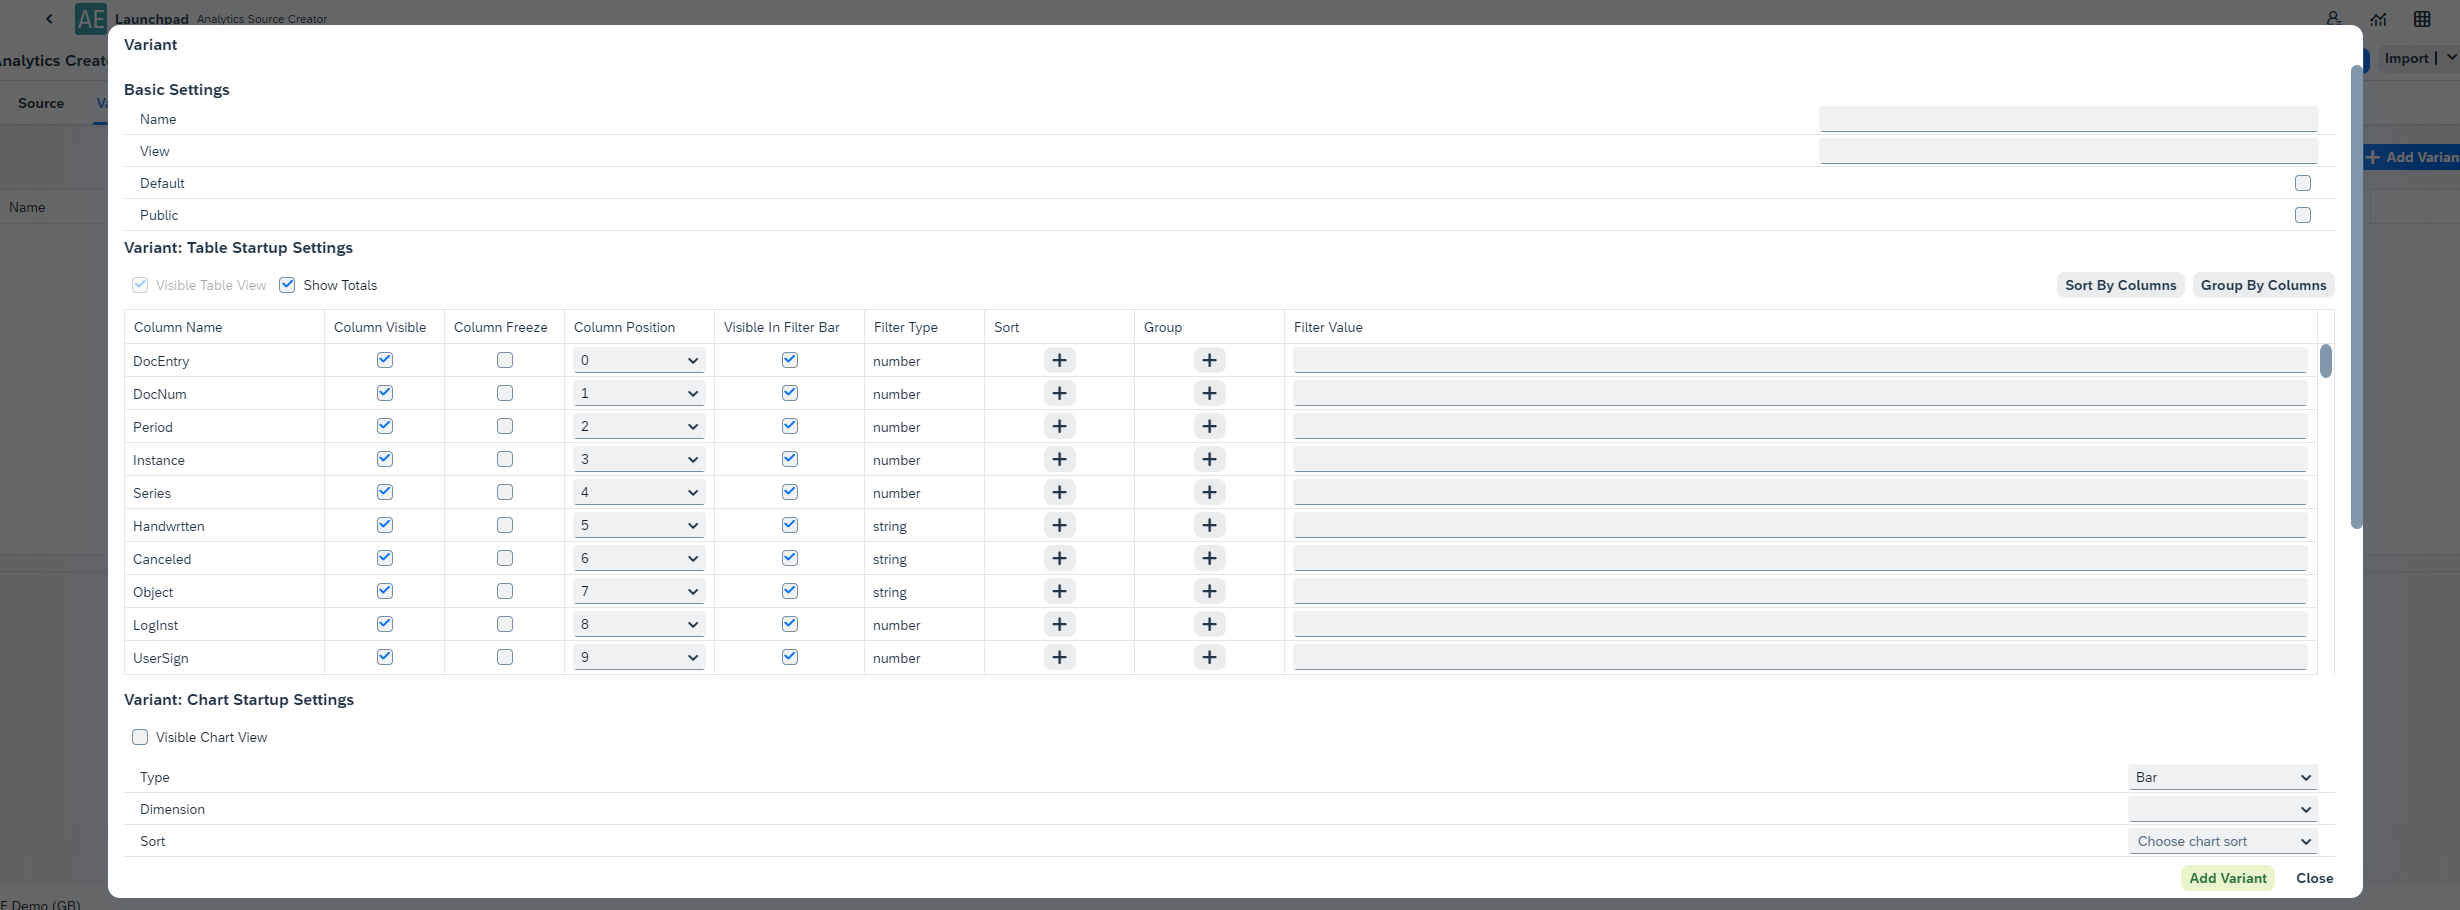 AE Launchpad Analytics Source Creator
Analytics Creat
Import
Source Va
Add Varian
Name
Variant
Basic Settings
Name
View
Default
Public
Variant: Table Startup Settings
Visible Table View Show Totals Sort By Columns Group By Columns
Column Name Column Visible Column Freeze Column Position Visible In Filter Bar Filter Type Sort Group Filter Value
DocEntry 0 number
DocNum 1 number
Period 2 number
Instance 3 number
Series 4 number
Handwrtten 5 string
Canceled 6 string
Object 7 string
LogInst 8 number
UserSign 9 number
Variant: Chart Startup Settings
Visible Chart View
Type Bar
Dimension
Sort Choose chart sort
Add Variant Close
E Demo (GB)